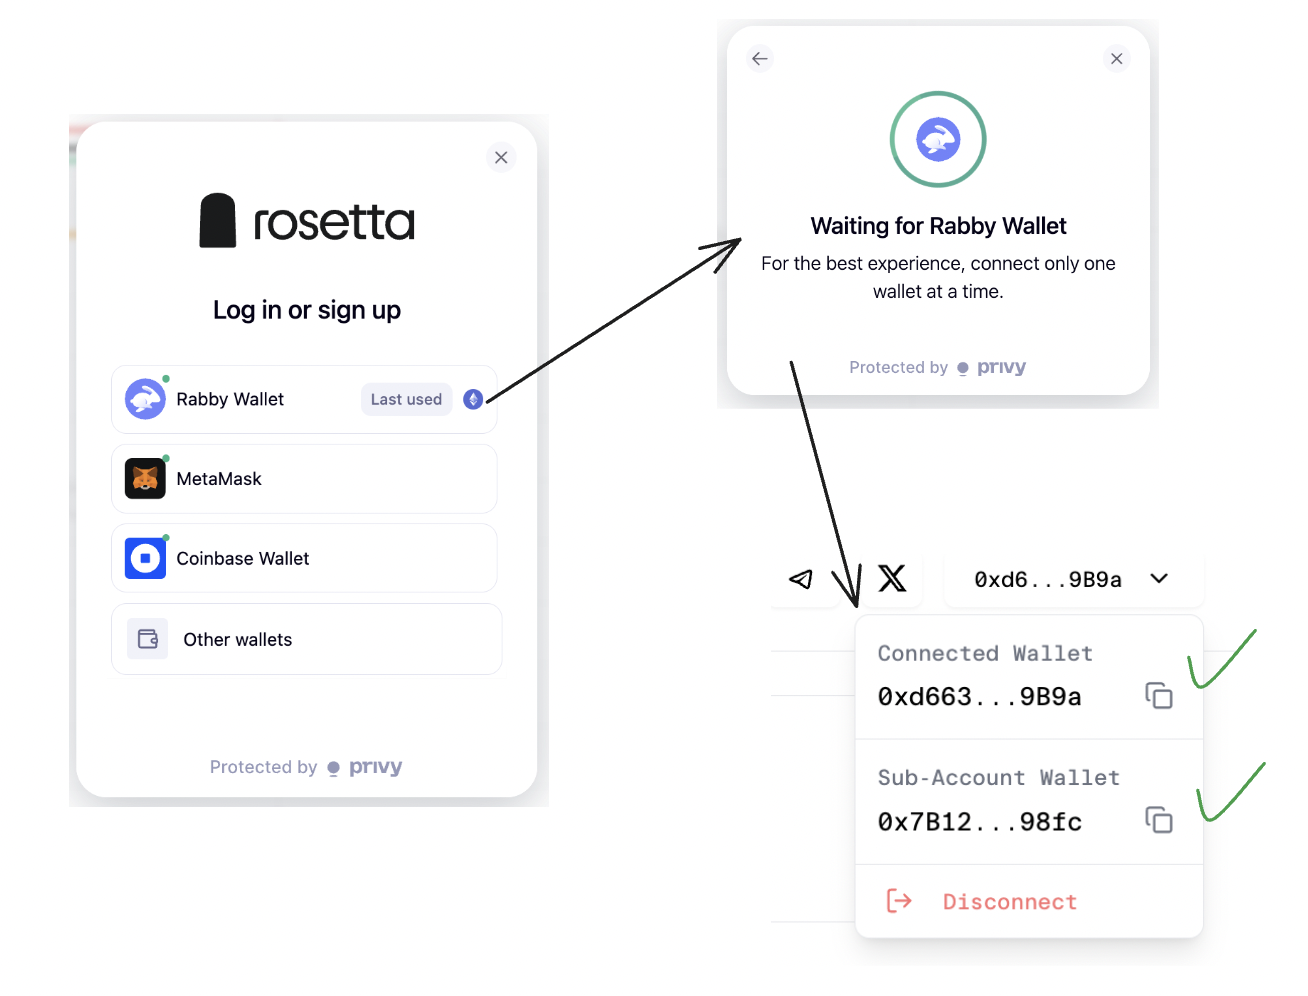 rosetta
Log in or sign up
Rabby Wallet
Last used
MetaMask
Coinbase Wallet
Other wallets
Protected by privy
Waiting for Rabby Wallet
For the best experience, connect only one
wallet at a time.
Protected by privy
0xd6...9B9a
Connected Wallet
0xd663...9B9a
Sub-Account Wallet
0x7B12...98fc
Disconnect